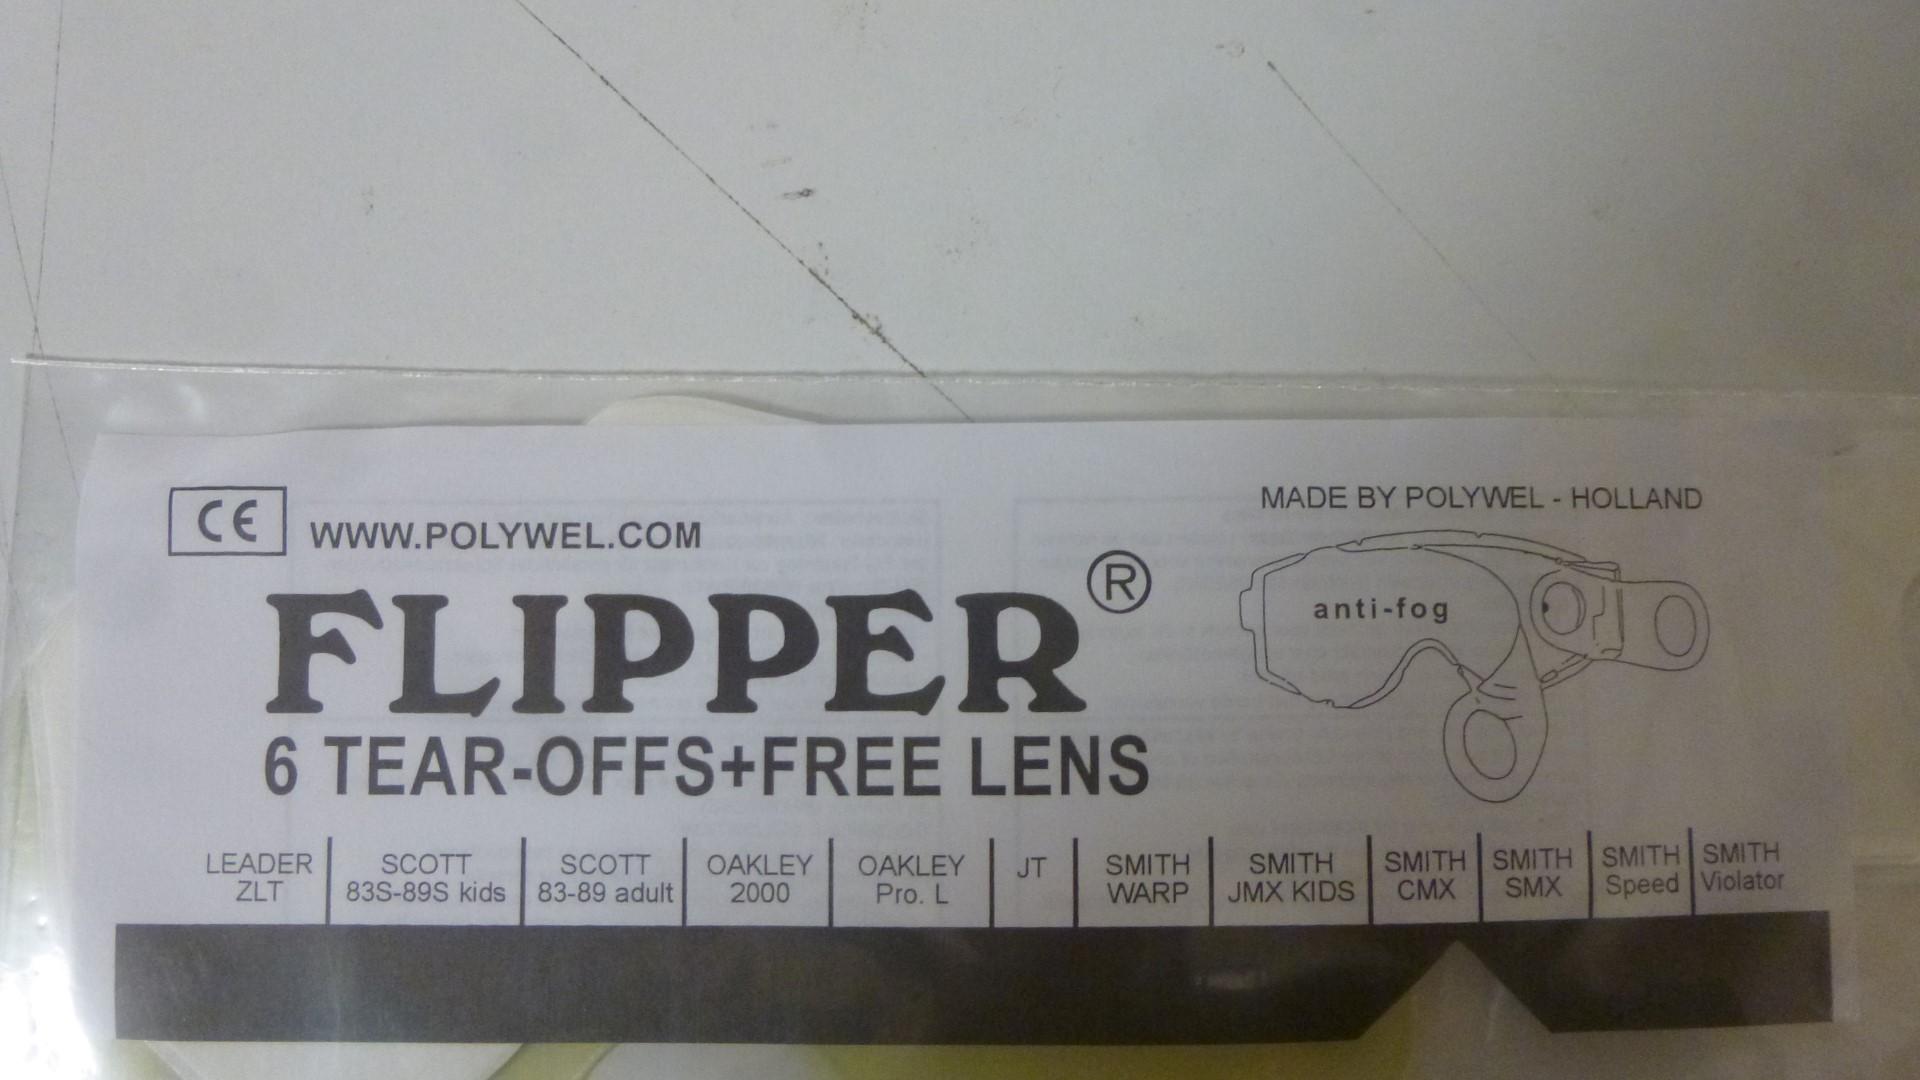 CE
WWW.POLYWEL.COM
MADE BY POLYWEL - HOLLAND
FLIPPER®
anti-fog
6 TEAR-OFFS+FREE LENS
LEADER ZLT
SCOTT 83S-89S kids
SCOTT 83-89 adult
OAKLEY 2000
OAKLEY Pro. L
JT
SMITH WARP
SMITH JMX KIDS
SMITH CMX
SMITH SMX
SMITH Speed
SMITH Violator